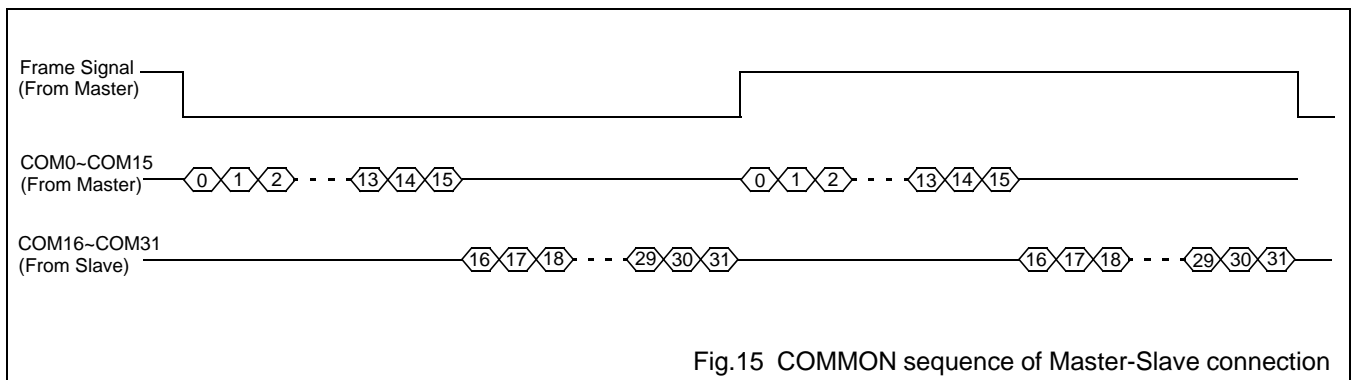 Frame Signal
(From Master)
COM0~COM15
(From Master)
0 1 2 13 14 15 0 1 2 13 14 15
COM16~COM31
(From Slave)
16 17 18 29 30 31 16 17 18 29 30 31
Fig.15 COMMON sequence of Master-Slave connection